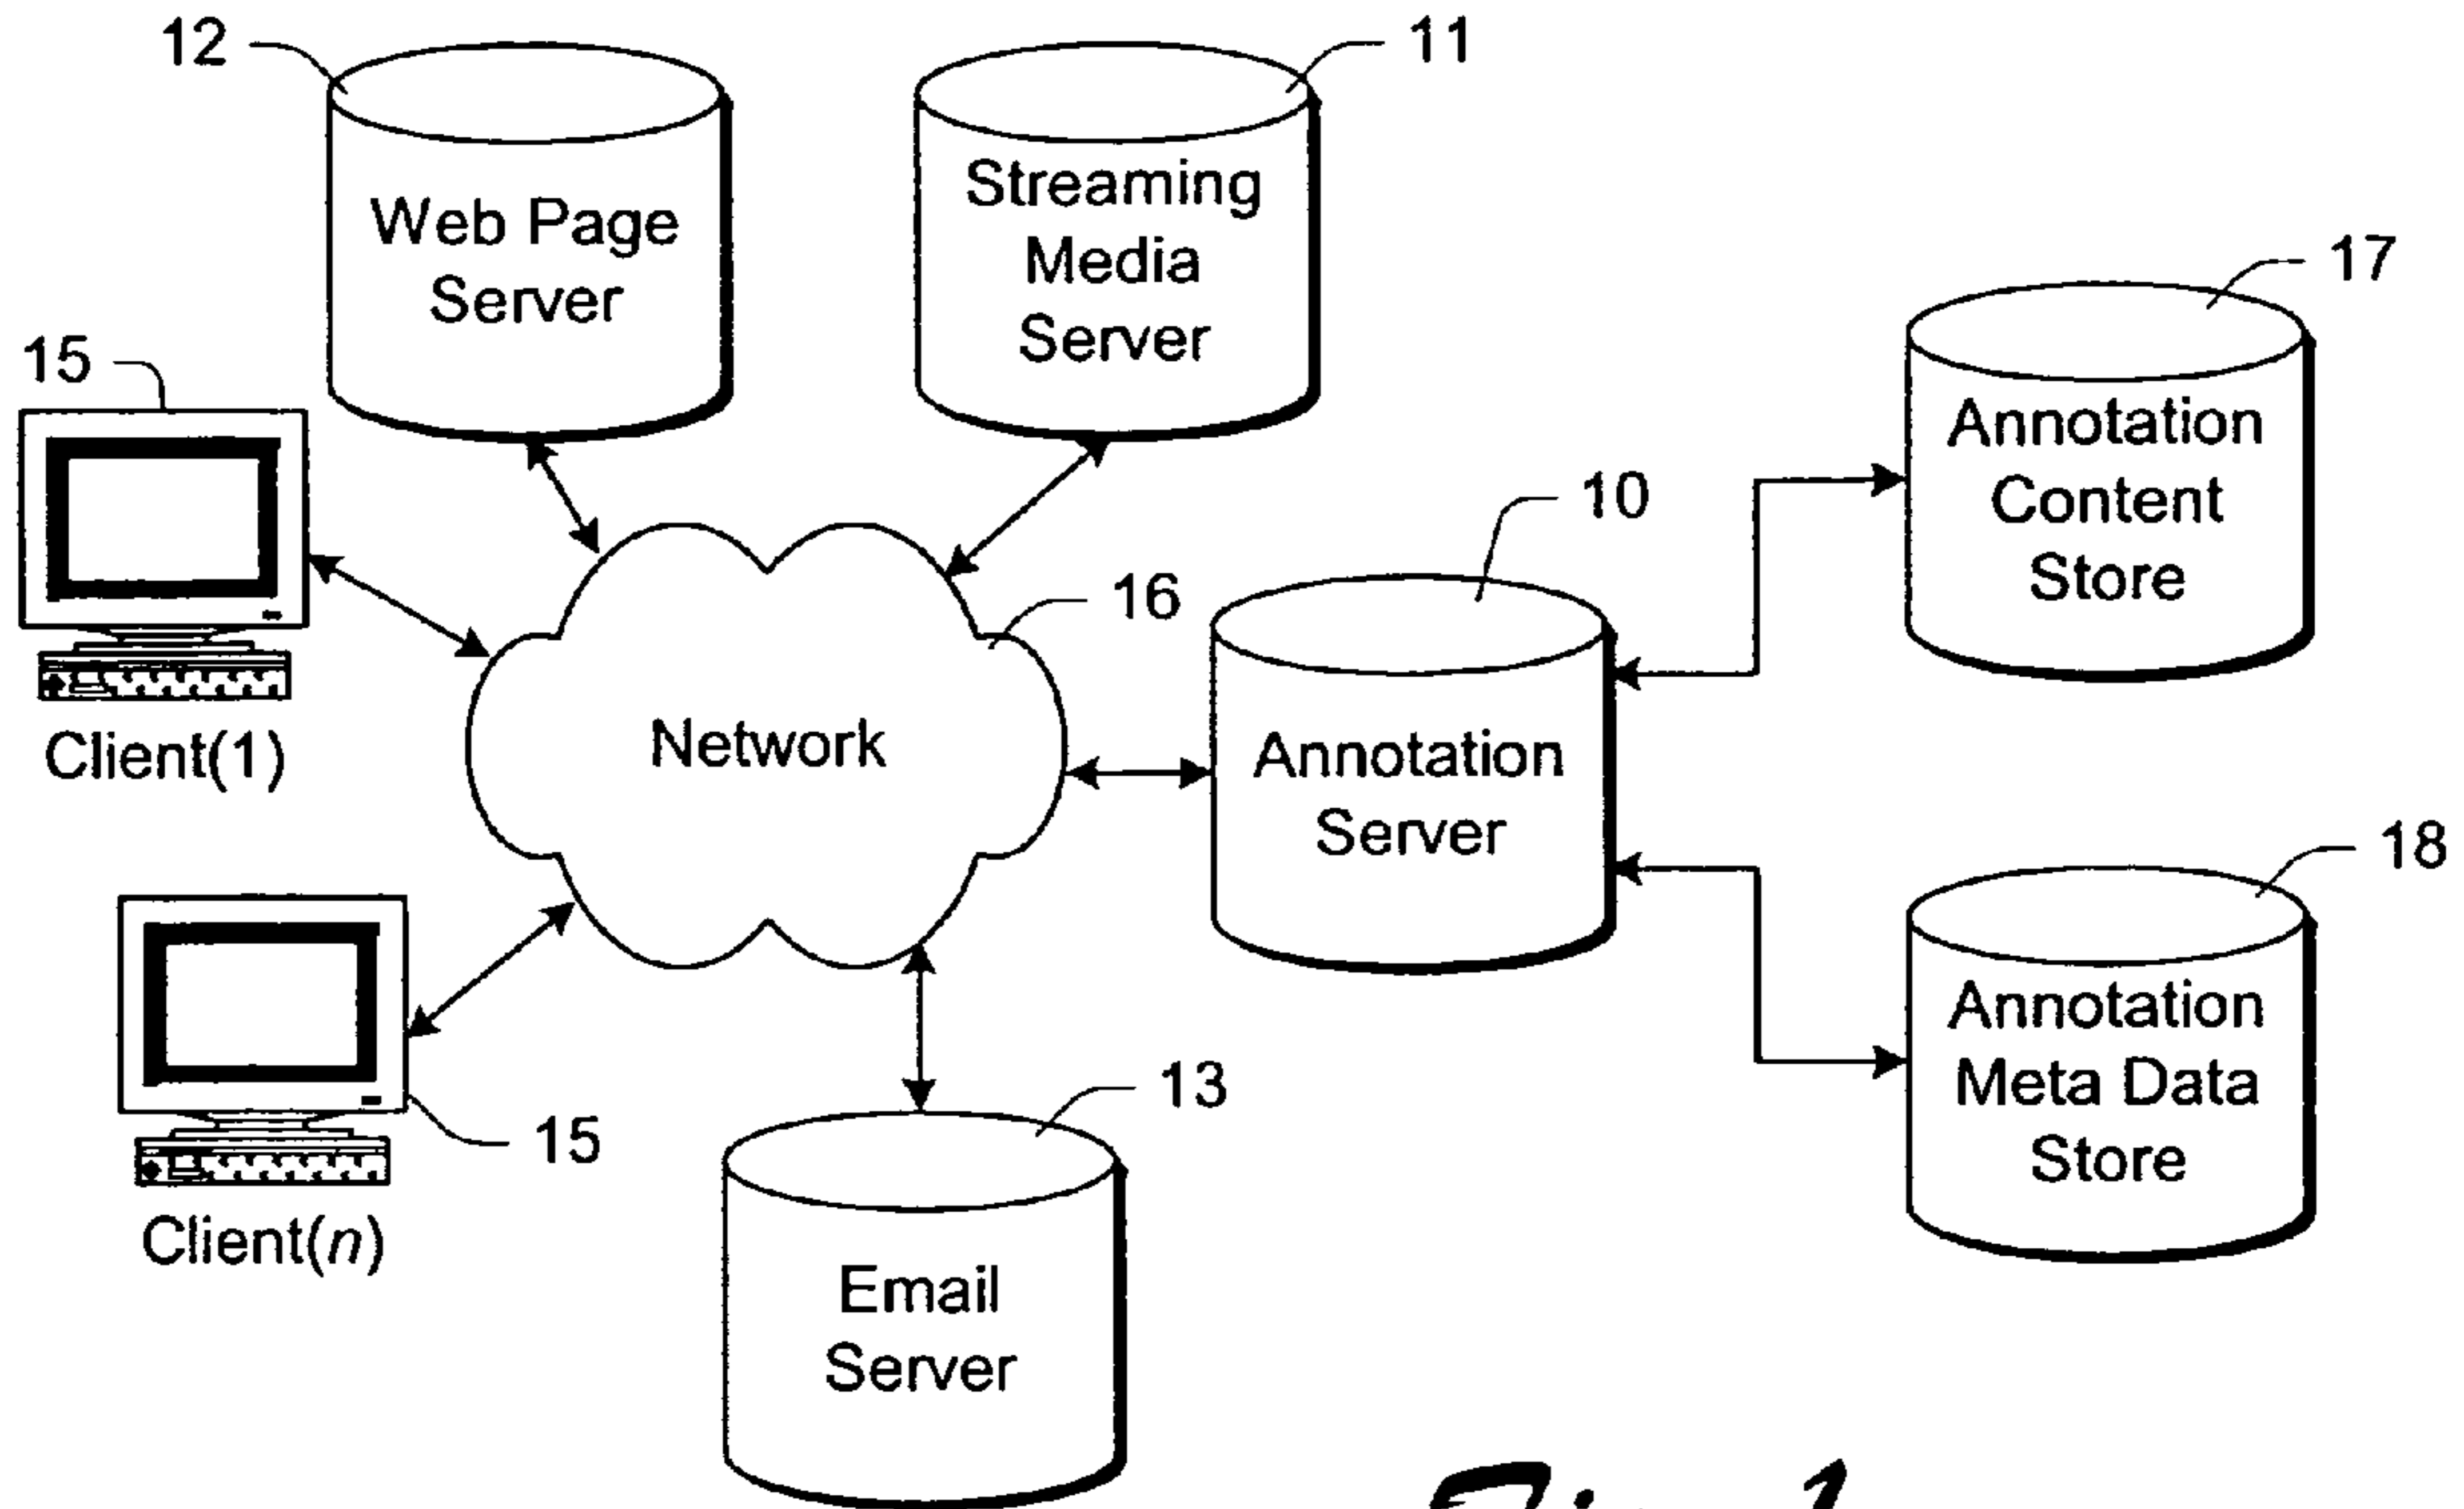 12
11
Web Page
Server
Streaming
Media
Server
17
15
Annotation
Content
Store
10
16
Client(1)
Network
Annotation
Server
18
Annotation
Meta Data
Store
13
15
Client(n)
Email
Server